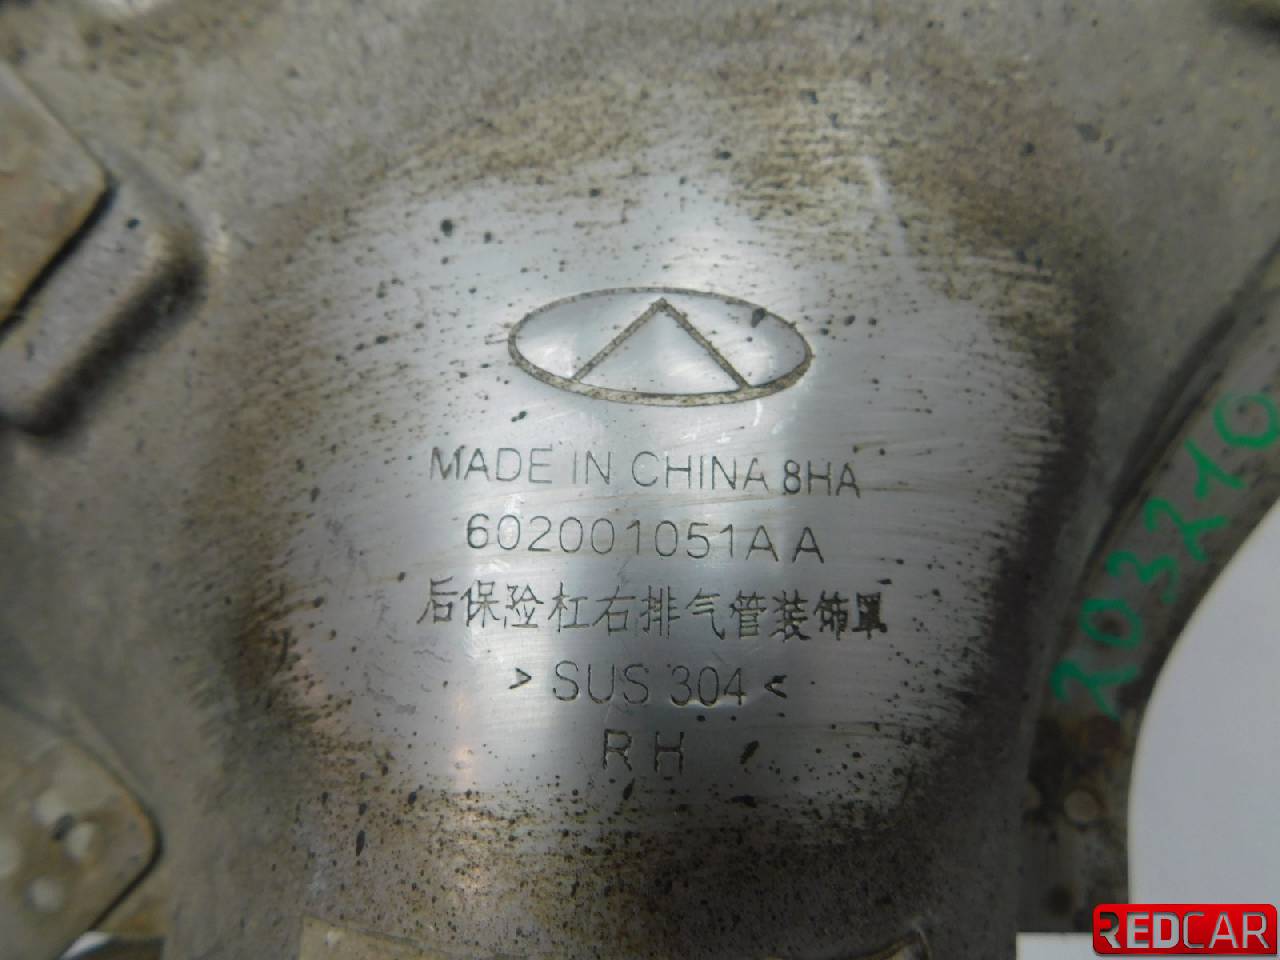 MADE IN CHINA 8HA
602001051AA
后保险杠右排气管装饰罩
> SUS 304 <
RH
203210
REDCAR